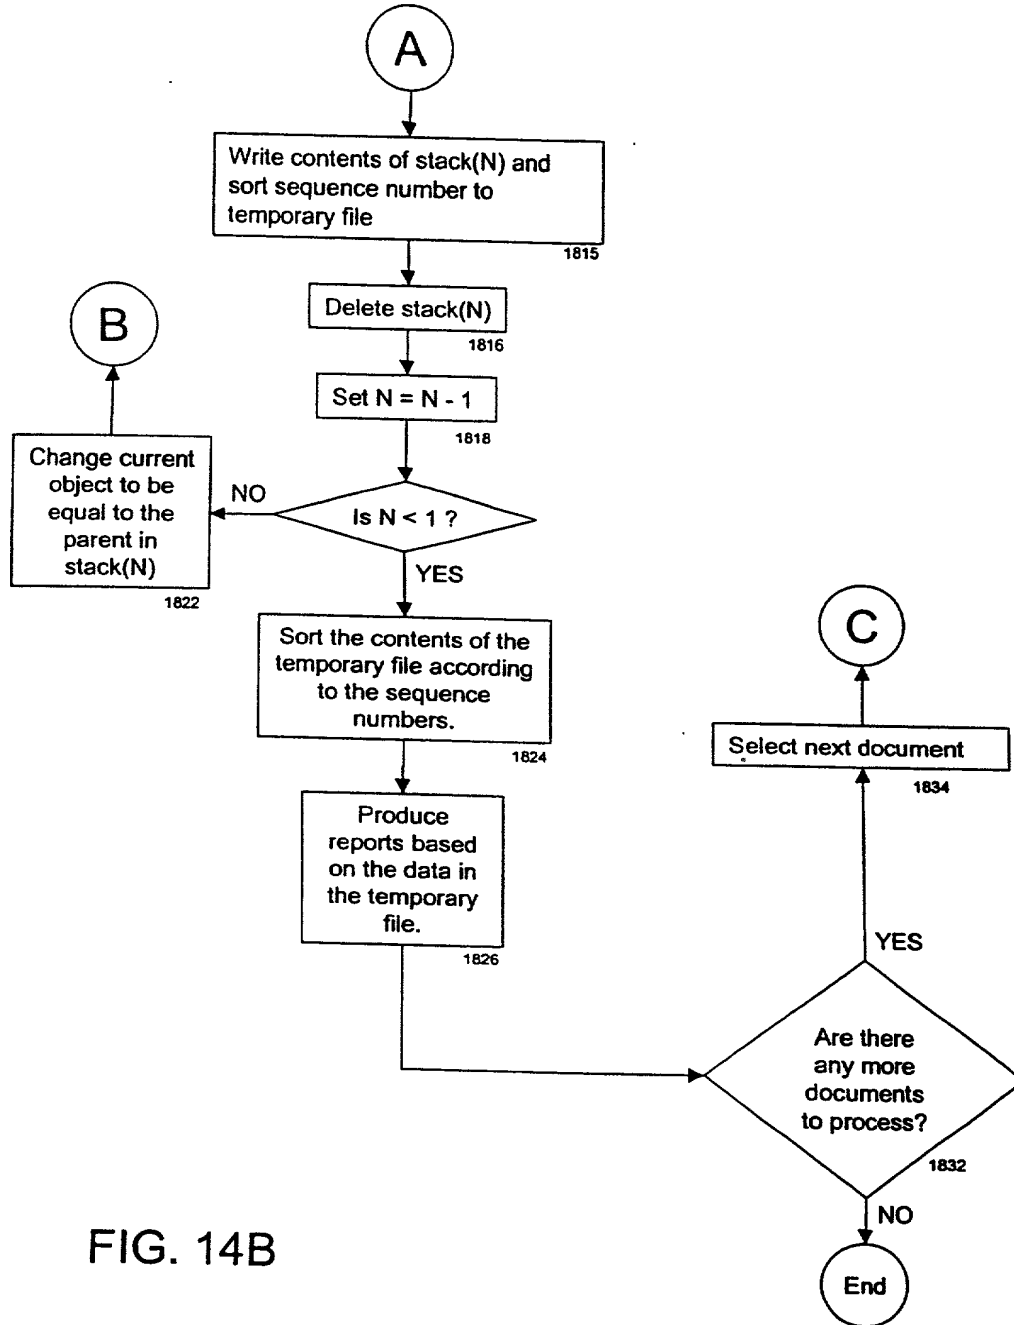 A
Write contents of stack(N) and
sort sequence number to
temporary file
1815
Delete stack(N)
1816
Set N = N - 1
1818
B
Change current
object to be
equal to the
parent in
stack(N)
1822
NO
Is N < 1 ?
YES
Sort the contents of the
temporary file according
to the sequence
numbers.
1824
Produce
reports based
on the data in
the temporary
file.
1826
C
Select next document
1834
YES
Are there
any more
documents
to process?
1832
NO
End
FIG. 14B